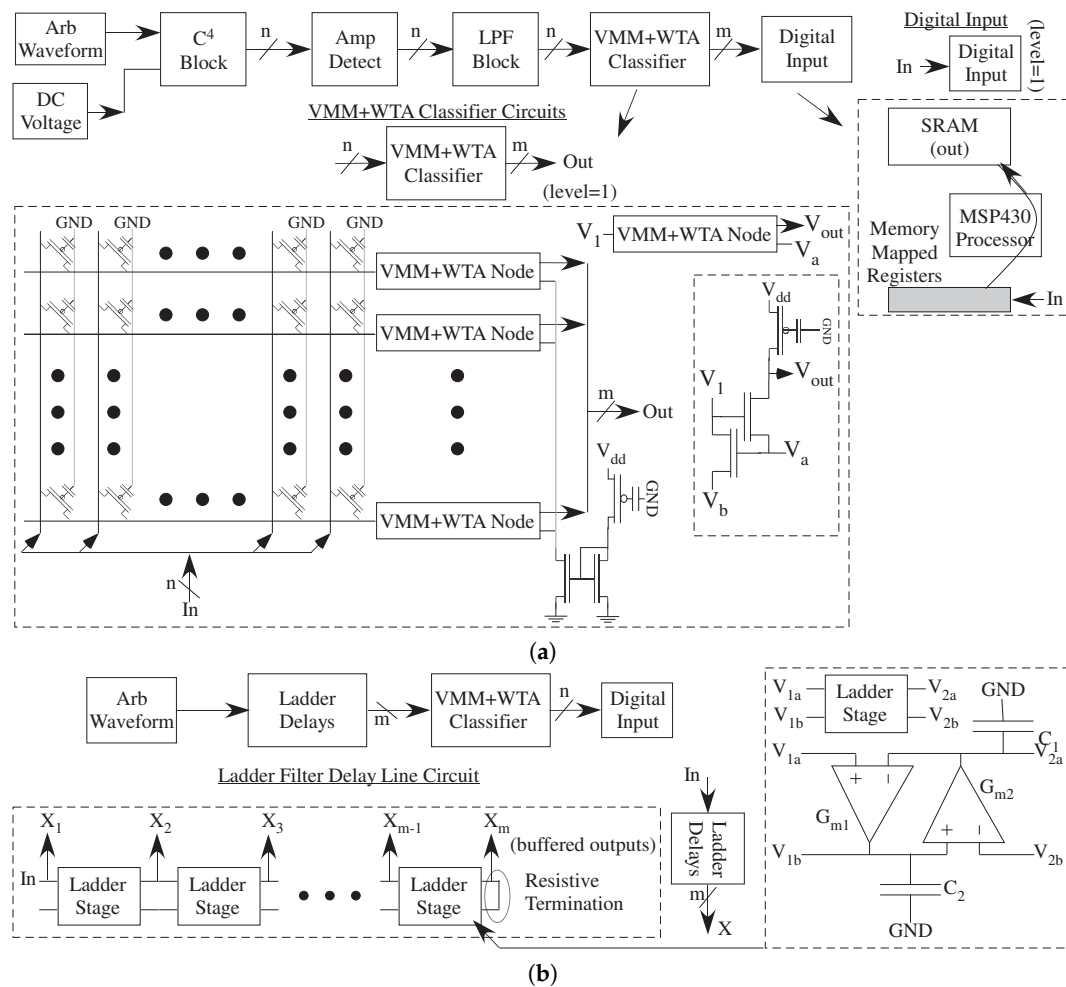 Arb
Waveform
DC
Voltage
C⁴
Block
n
Amp
Detect
n
LPF
Block
n
VMM+WTA
Classifier
m
Digital
Input
Digital Input
In
Digital
Input
(level=1)
SRAM
(out)
MSP430
Processor
Memory
Mapped
Registers
In
VMM+WTA Classifier Circuits
n
VMM+WTA
Classifier
m
Out
(level=1)
GND
GND
GND
GND
VMM+WTA Node
VMM+WTA Node
VMM+WTA Node
m
Out
Vdd
GND
n
In
V1
VMM+WTA Node
Vout
Va
Vdd
GND
Vout
V1
Va
Vb
(a)
Arb
Waveform
Ladder
Delays
m
VMM+WTA
Classifier
n
Digital
Input
Ladder Filter Delay Line Circuit
X1
X2
X3
Xm-1
Xm
(buffered outputs)
In
Ladder
Stage
Ladder
Stage
Ladder
Stage
Resistive
Termination
In
Ladder
Delays
m
X
V1a
V1b
Ladder
Stage
V2a
V2b
GND
C1
V1a
V2a
+ −
Gm1
Gm2
+ −
V1b
V2b
C2
GND
(b)